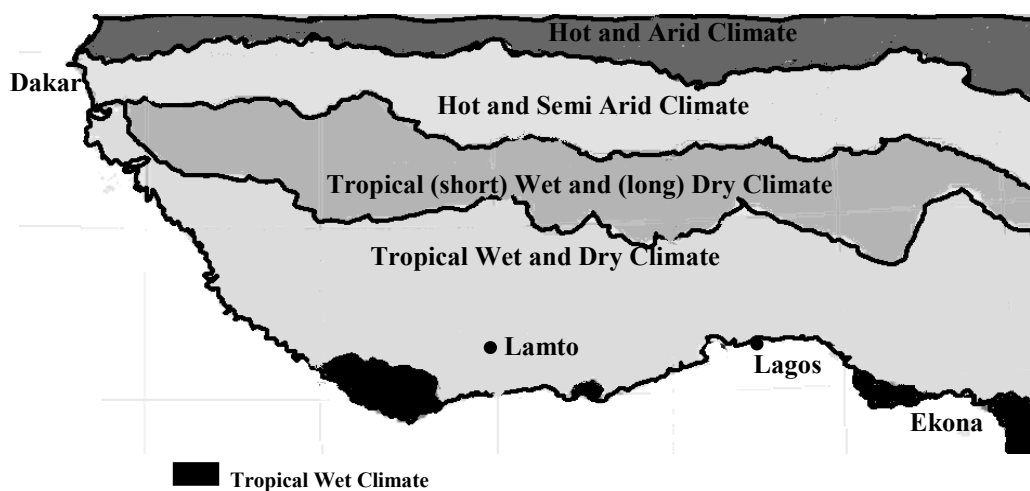 Hot and Arid Climate
Dakar
Hot and Semi Arid Climate
Tropical (short) Wet and (long) Dry Climate
Tropical Wet and Dry Climate
Lamto
Lagos
Ekona
Tropical Wet Climate